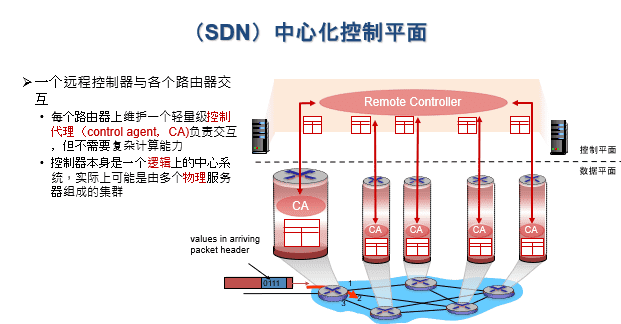 （SDN）中心化控制平面
➢一个远程控制器与各个路由器交
互
• 每个路由器上维护一个轻量级控制
代理（control agent，CA)负责交互
，但不需要复杂计算能力
• 控制器本身是一个逻辑上的中心系
统，实际上可能是由多个物理服务
器组成的集群
Remote Controller
控制平面
数据平面
CA
CA
CA
CA
CA
values in arriving
packet header
0111
1
2
3